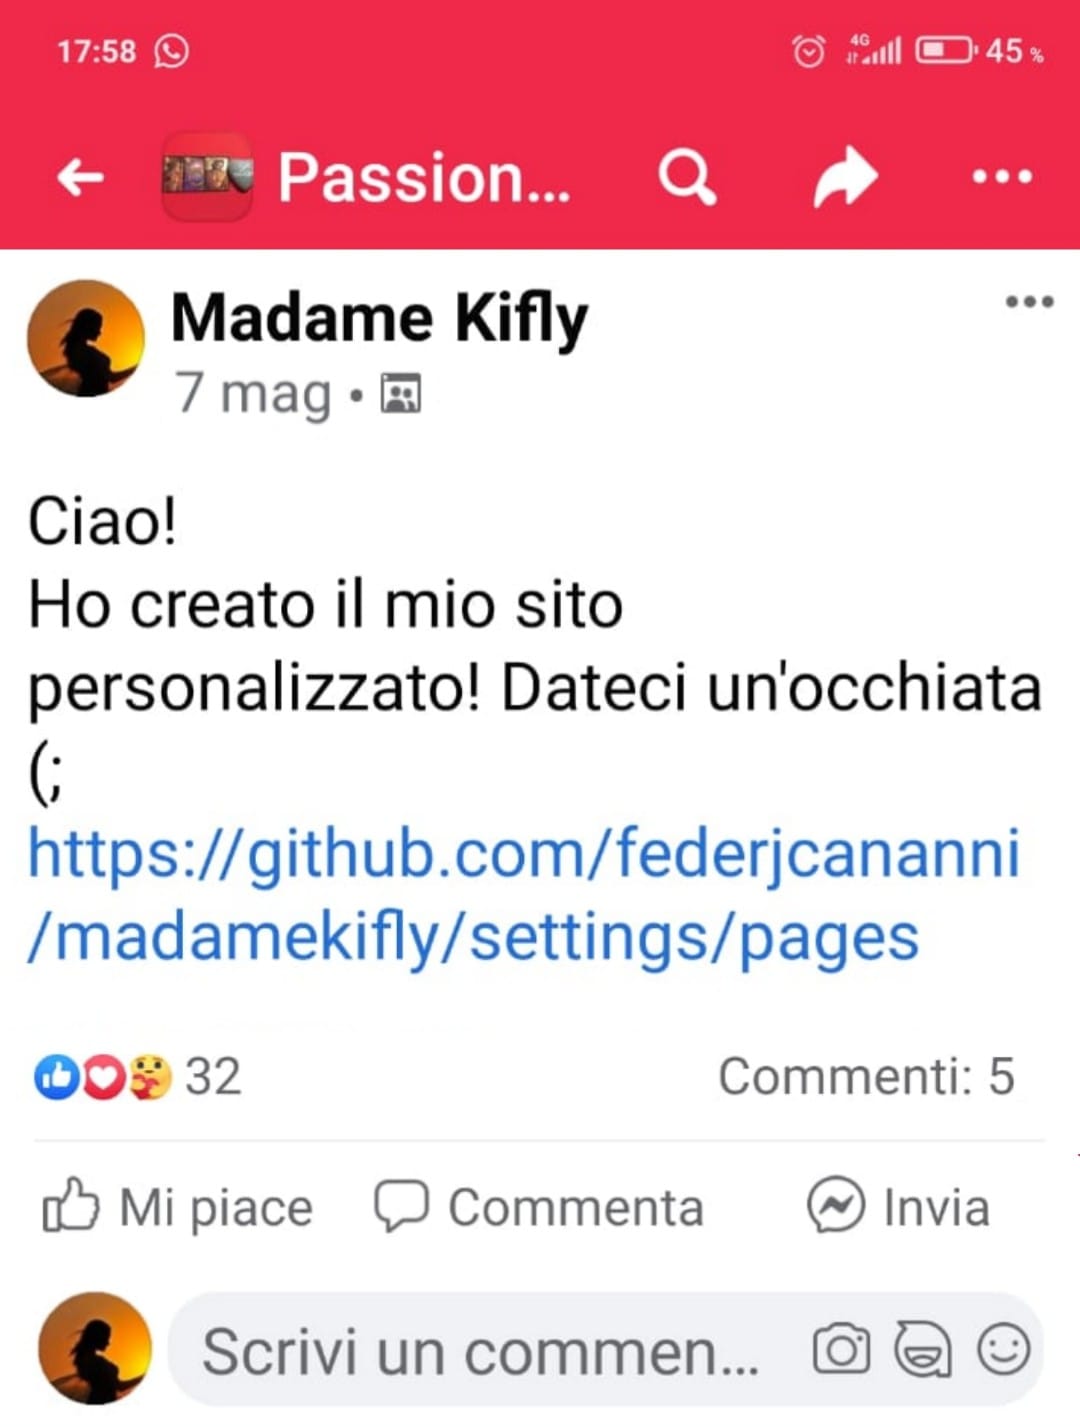 17:58
4G
45 %
Passion...
Madame Kifly
7 mag •
Ciao!
Ho creato il mio sito
personalizzato! Dateci un'occhiata
(;
https://github.com/federjcananni
/madamekifly/settings/pages
32
Commenti: 5
Mi piace
Commenta
Invia
Scrivi un commen...